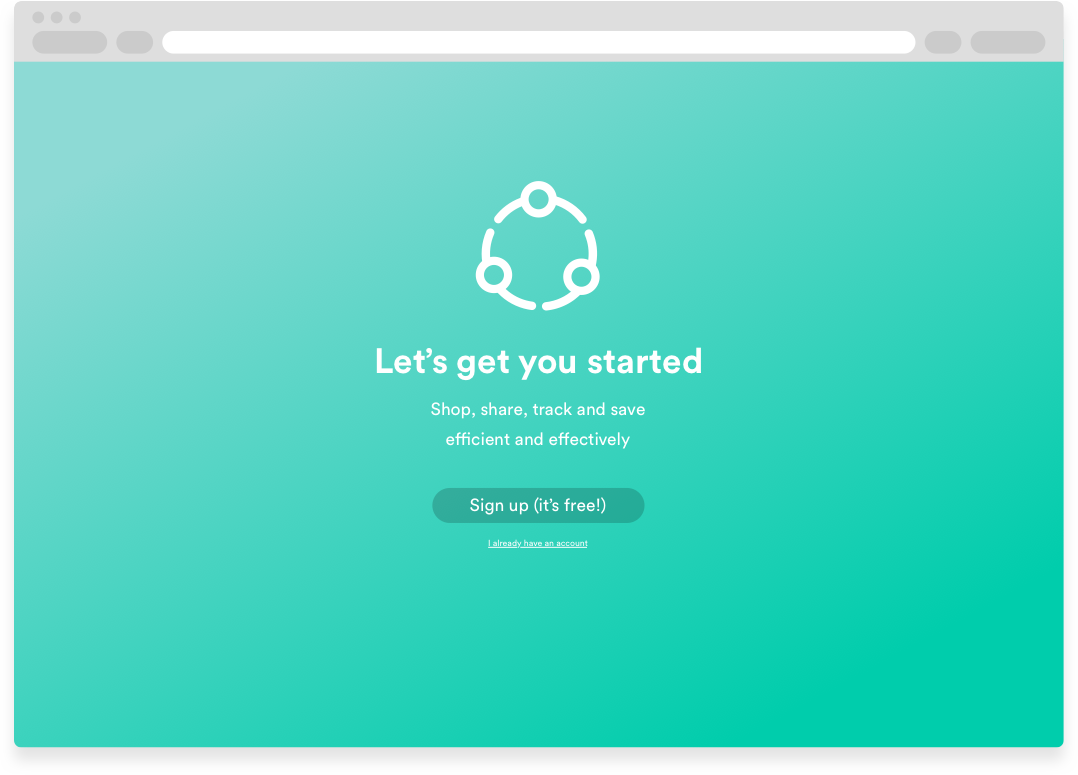 Let’s get you started
Shop, share, track and save
efficient and effectively
Sign up (it’s free!)
I already have an account